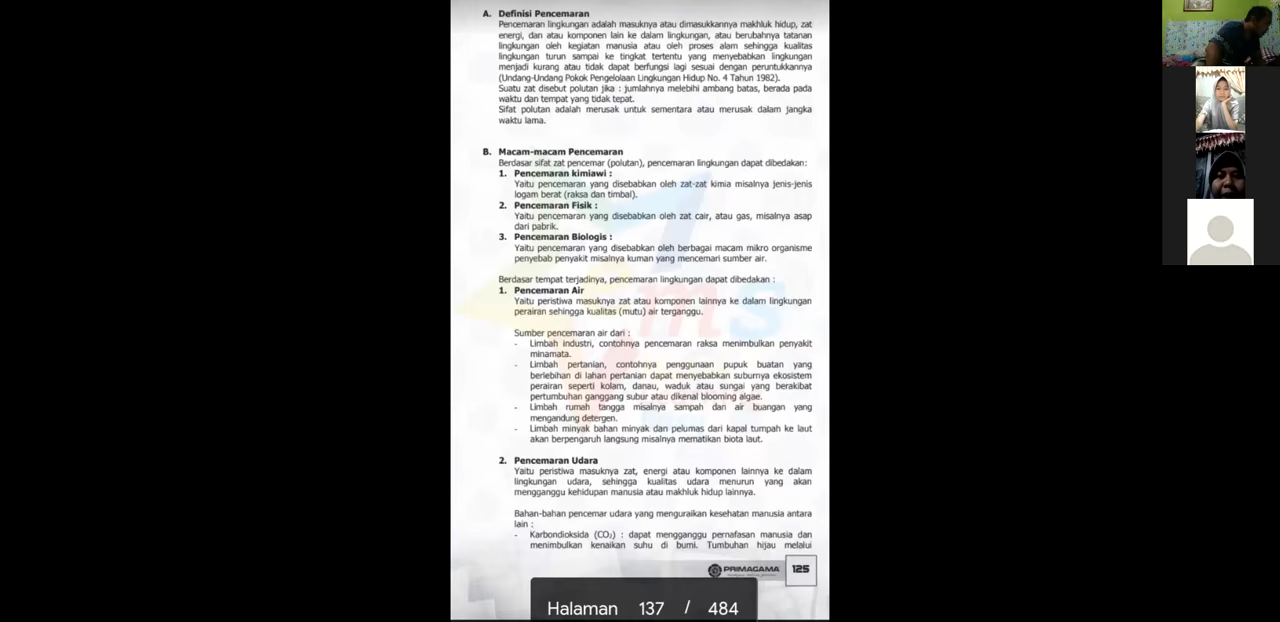 A. Definisi Pencemaran
Pencemaran lingkungan adalah masuknya atau dimasukkannya makhluk hidup, zat
energi, dan atau komponen lain ke dalam lingkungan, atau berubahnya tatanan
lingkungan oleh kegiatan manusia atau oleh proses alam sehingga kualitas
lingkungan turun sampai ke tingkat tertentu yang menyebabkan lingkungan
menjadi kurang atau tidak dapat berfungsi lagi sesuai dengan peruntukkannya
(Undang-Undang Pokok Pengelolaan Lingkungan Hidup No. 4 Tahun 1982).
Suatu zat disebut polutan jika : jumlahnya melebihi ambang batas, berada pada
waktu dan tempat yang tidak tepat.
Sifat polutan adalah merusak untuk sementara atau merusak dalam jangka
waktu lama.
B. Macam-macam Pencemaran
Berdasar sifat zat pencemar (polutan), pencemaran lingkungan dapat dibedakan:
1. Pencemaran kimiawi :
Yaitu pencemaran yang disebabkan oleh zat-zat kimia misalnya jenis-jenis
logam berat (raksa dan timbal).
2. Pencemaran Fisik :
Yaitu pencemaran yang disebabkan oleh zat cair, atau gas, misalnya asap
dari pabrik.
3. Pencemaran Biologis :
Yaitu pencemaran yang disebabkan oleh berbagai macam mikro organisme
penyebab penyakit misalnya kuman yang mencemari sumber air.
Berdasar tempat terjadinya, pencemaran lingkungan dapat dibedakan :
1. Pencemaran Air
Yaitu peristiwa masuknya zat atau komponen lainnya ke dalam lingkungan
perairan sehingga kualitas (mutu) air terganggu.
Sumber pencemaran air dari :
- Limbah industri, contohnya pencemaran raksa menimbulkan penyakit
minamata.
- Limbah pertanian, contohnya penggunaan pupuk buatan yang
berlebihan di lahan pertanian dapat menyebabkan suburnya ekosistem
perairan seperti kolam, danau, waduk atau sungai yang berakibat
pertumbuhan ganggang subur atau dikenal blooming algae.
- Limbah rumah tangga misalnya sampah dan air buangan yang
mengandung detergen.
- Limbah minyak bahan minyak dan pelumas dari kapal tumpah ke laut
akan berpengaruh langsung misalnya mematikan biota laut.
2. Pencemaran Udara
Yaitu peristiwa masuknya zat, energi atau komponen lainnya ke dalam
lingkungan udara, sehingga kualitas udara menurun yang akan
mengganggu kehidupan manusia atau makhluk hidup lainnya.
Bahan-bahan pencemar udara yang menguraikan kesehatan manusia antara
lain :
- Karbondioksida (CO₂) : dapat mengganggu pernafasan manusia dan
menimbulkan kenaikan suhu di bumi. Tumbuhan hijau melalui
PRIMAGAMA 125
Halaman 137 / 484
ms